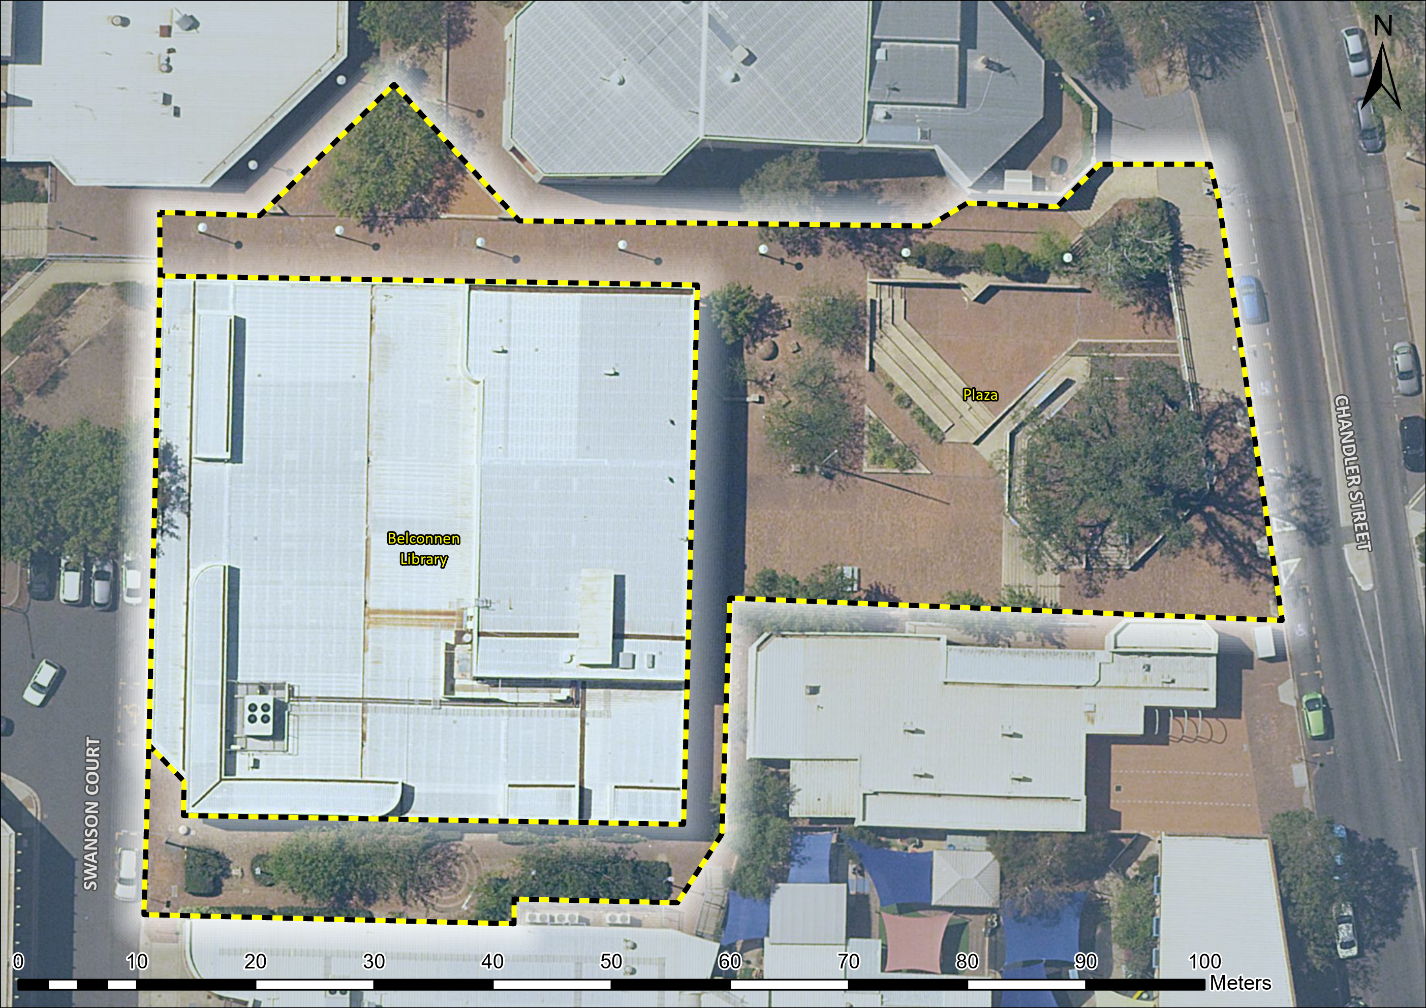 N
Plaza
CHANDLER STREET
Belconnen
Library
SWANSON COURT
0 10 20 30 40 50 60 70 80 90 100
Meters